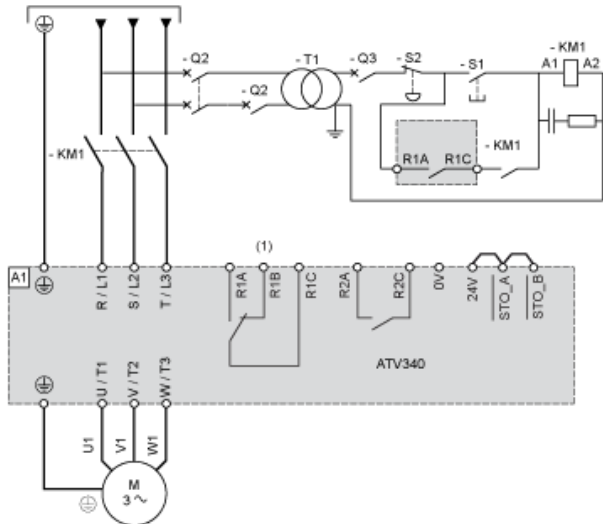 - Q2
- T1
- Q3
- S2
- S1
- KM1
A1
A2
- Q2
- KM1
R1A
R1C
- KM1
(1)
A1
R / L1
S / L2
T / L3
R1A
R1B
R1C
R2A
R2C
0V
24V
STO_A
STO_B
ATV340
U / T1
V / T2
W / T3
U1
V1
W1
M
3 ~